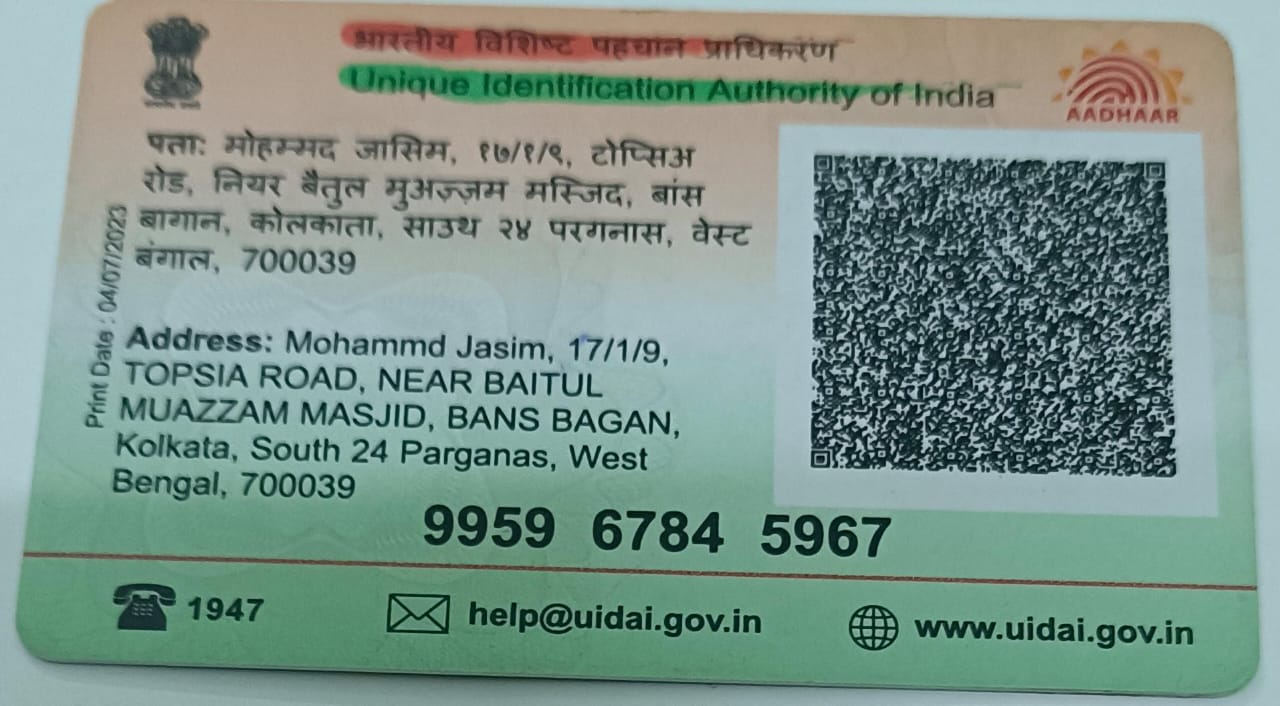 भारतीय विशिष्ट पहचान प्राधिकरण
Unique Identification Authority of India
AADHAAR
पता: मोहम्मद जासिम, १७/१/९, टोप्सिअ
रोड, नियर बैतुल मुअज़्ज़म मस्जिद, बांस
बागान, कोलकाता, साउथ २४ परगनास, वेस्ट
बंगाल, 700039
Print Date : 04/07/2023
Address: Mohammd Jasim, 17/1/9,
TOPSIA ROAD, NEAR BAITUL
MUAZZAM MASJID, BANS BAGAN,
Kolkata, South 24 Parganas, West
Bengal, 700039
9959 6784 5967
1947
help@uidai.gov.in
www.uidai.gov.in